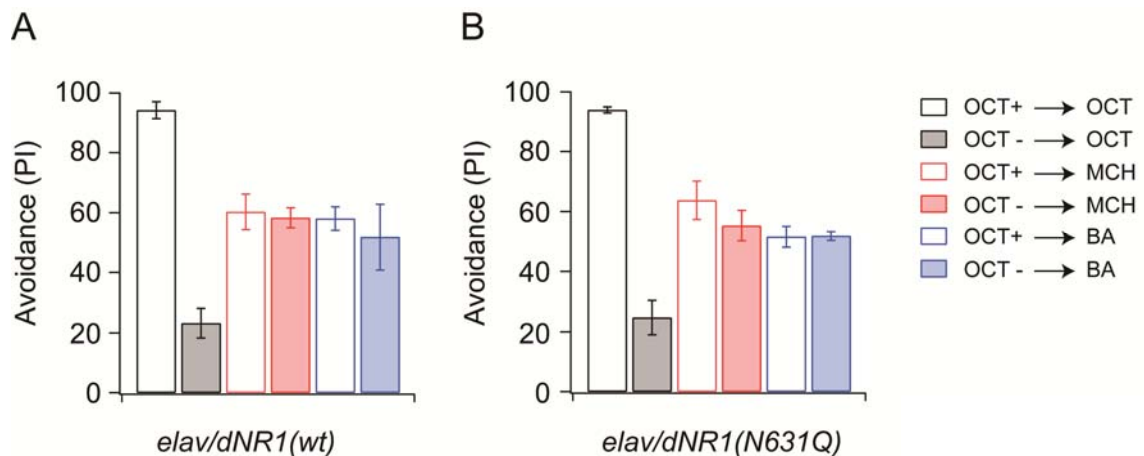 A
B
Avoidance (PI)
100
80
60
40
20
0
elav/dNR1(wt)
Avoidance (PI)
100
80
60
40
20
0
elav/dNR1(N631Q)
OCT+ → OCT
OCT - → OCT
OCT+ → MCH
OCT - → MCH
OCT+ → BA
OCT - → BA